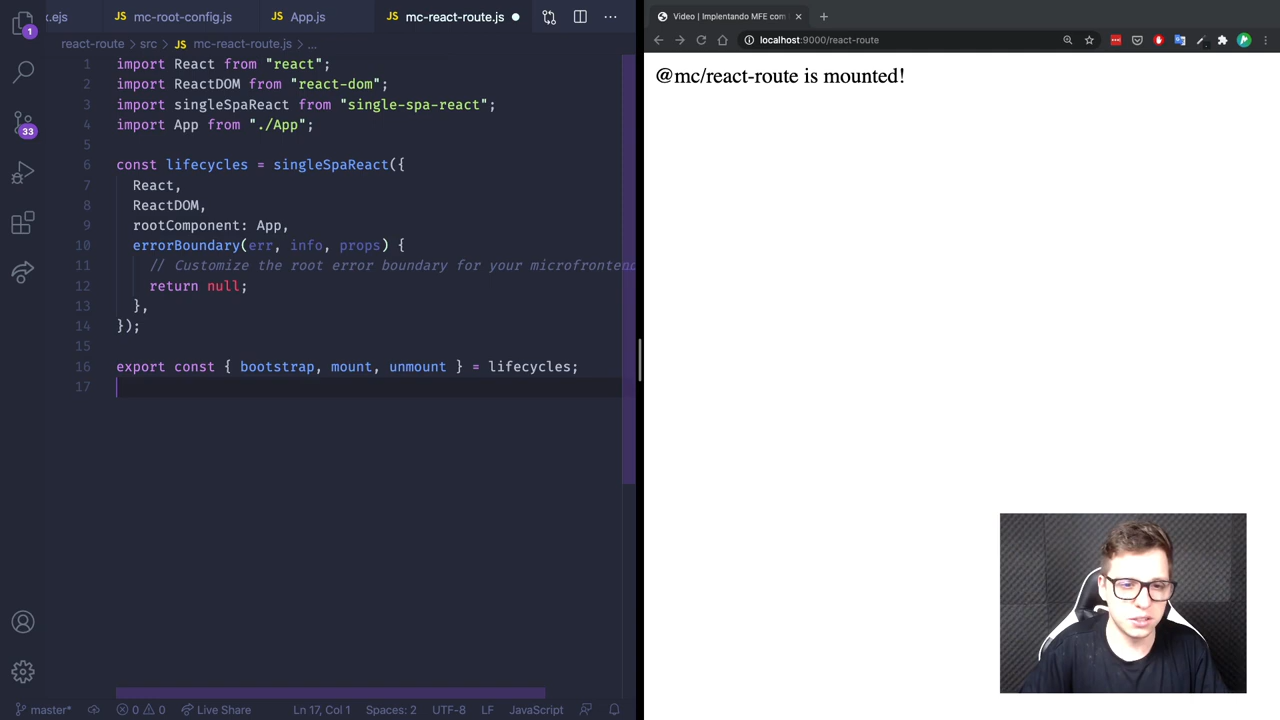 x.ejs JS mc-root-config.js JS App.js JS mc-react-route.js
react-route > src > JS mc-react-route.js > ...
1 import React from "react";
2 import ReactDOM from "react-dom";
3 import singleSpaReact from "single-spa-react";
4 import App from "./App";
5
6 const lifecycles = singleSpaReact({
7 React,
8 ReactDOM,
9 rootComponent: App,
10 errorBoundary(err, info, props) {
11 // Customize the root error boundary for your microfrontend
12 return null;
13 },
14 });
15
16 export const { bootstrap, mount, unmount } = lifecycles;
17
1
33
master* 0 0 Live Share Ln 17, Col 1 Spaces: 2 UTF-8 LF JavaScript
Video | Implentando MFE com
localhost:9000/react-route
@mc/react-route is mounted!